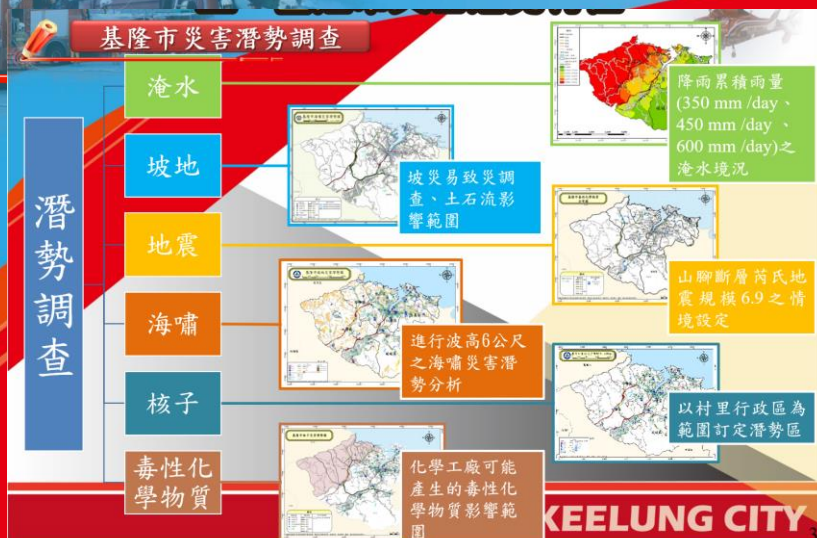 基隆市災害潛勢調查
潛勢調查
淹水
降雨累積雨量
(350 mm /day、
450 mm /day 、
600 mm /day)之
淹水境況
坡地
坡災易致災調
查、土石流影
響範圍
地震
山腳斷層芮氏地
震規模6.9之情
境設定
海嘯
進行波高6公尺
之海嘯災害潛
勢分析
核子
以村里行政區為
範圍訂定潛勢區
毒性化
學物質
化學工廠可能
產生的毒性化
學物質影響範
圍
KEELUNG CITY
3